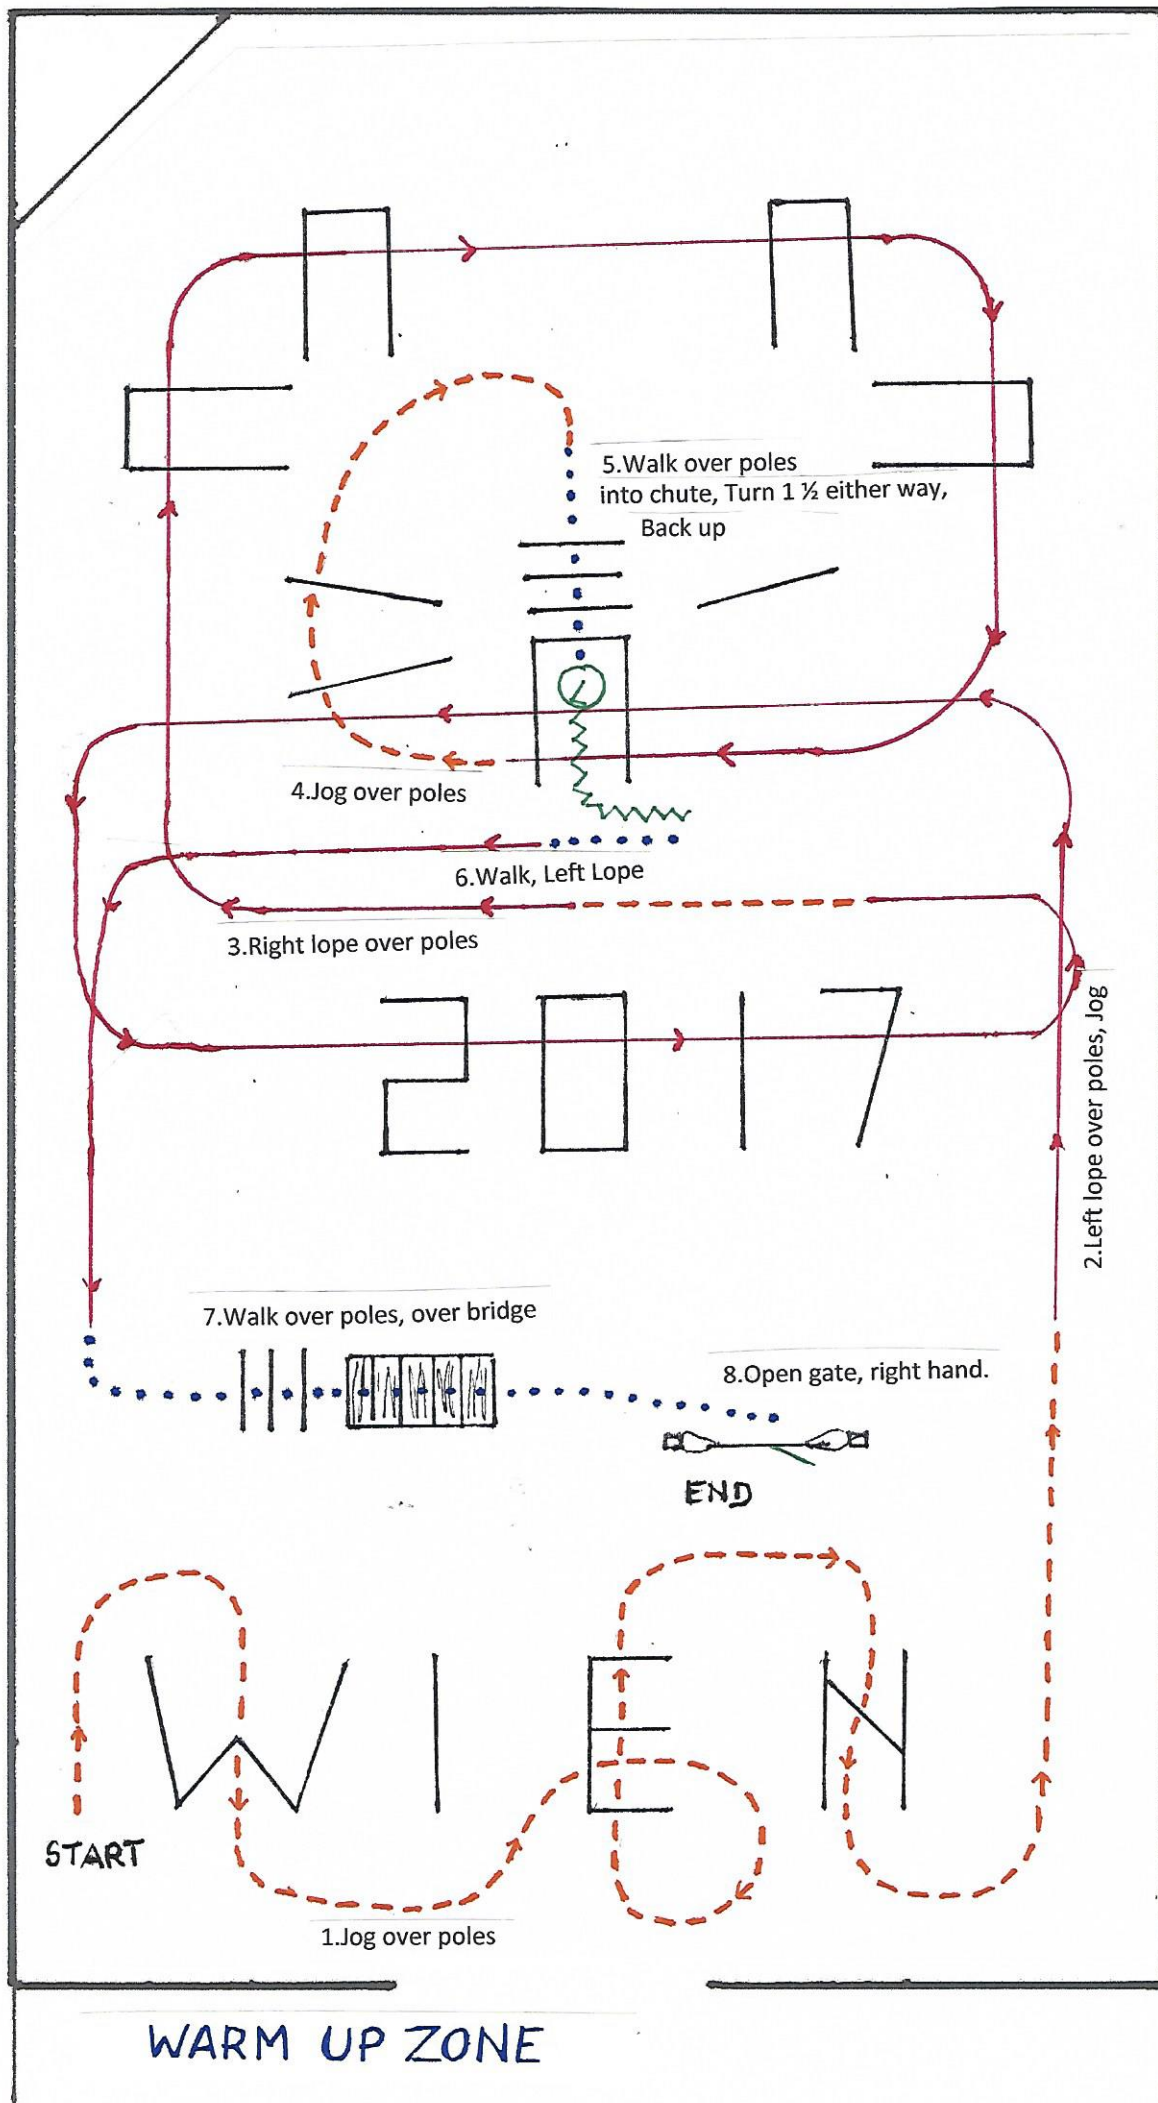 5.Walk over poles
into chute, Turn 1 ½ either way,
Back up
4.Jog over poles
6.Walk, Left Lope
3.Right lope over poles
2.Left lope over poles, Jog
2017
7.Walk over poles, over bridge
8.Open gate, right hand.
END
WIEN
START
1.Jog over poles
WARM UP ZONE